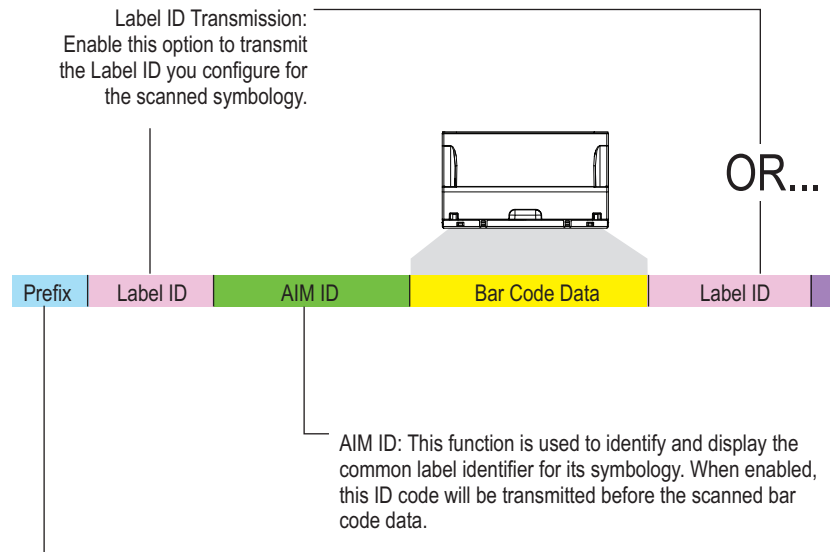 Label ID Transmission:
Enable this option to transmit
the Label ID you configure for
the scanned symbology.
OR...
Prefix Label ID AIM ID Bar Code Data Label ID
AIM ID: This function is used to identify and display the
common label identifier for its symbology. When enabled,
this ID code will be transmitted before the scanned bar
code data.